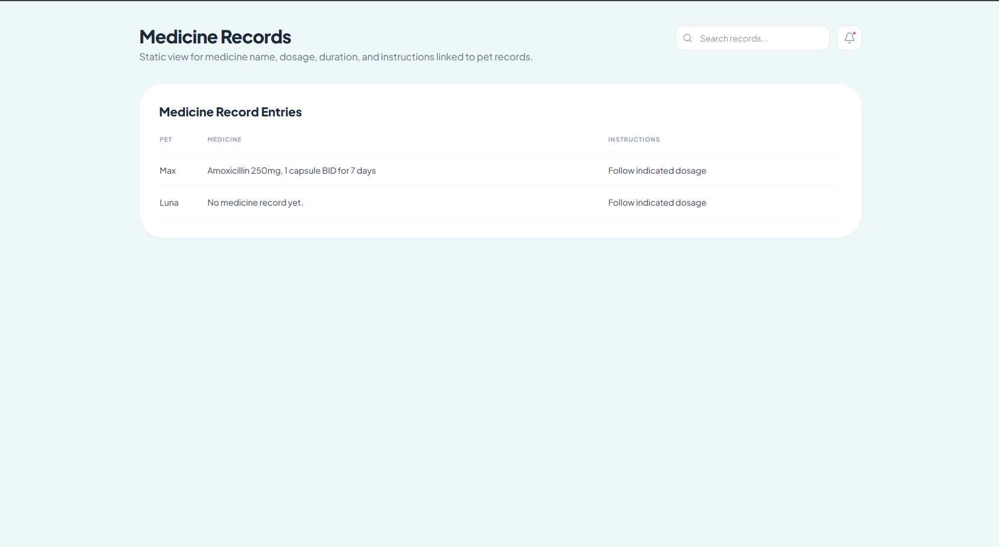 Medicine Records
Search records...
Static view for medicine name, dosage, duration, and instructions linked to pet records.
Medicine Record Entries
PET MEDICINE INSTRUCTIONS
Max Amoxicillin 250mg, 1 capsule BID for 7 days Follow indicated dosage
Luna No medicine record yet. Follow indicated dosage